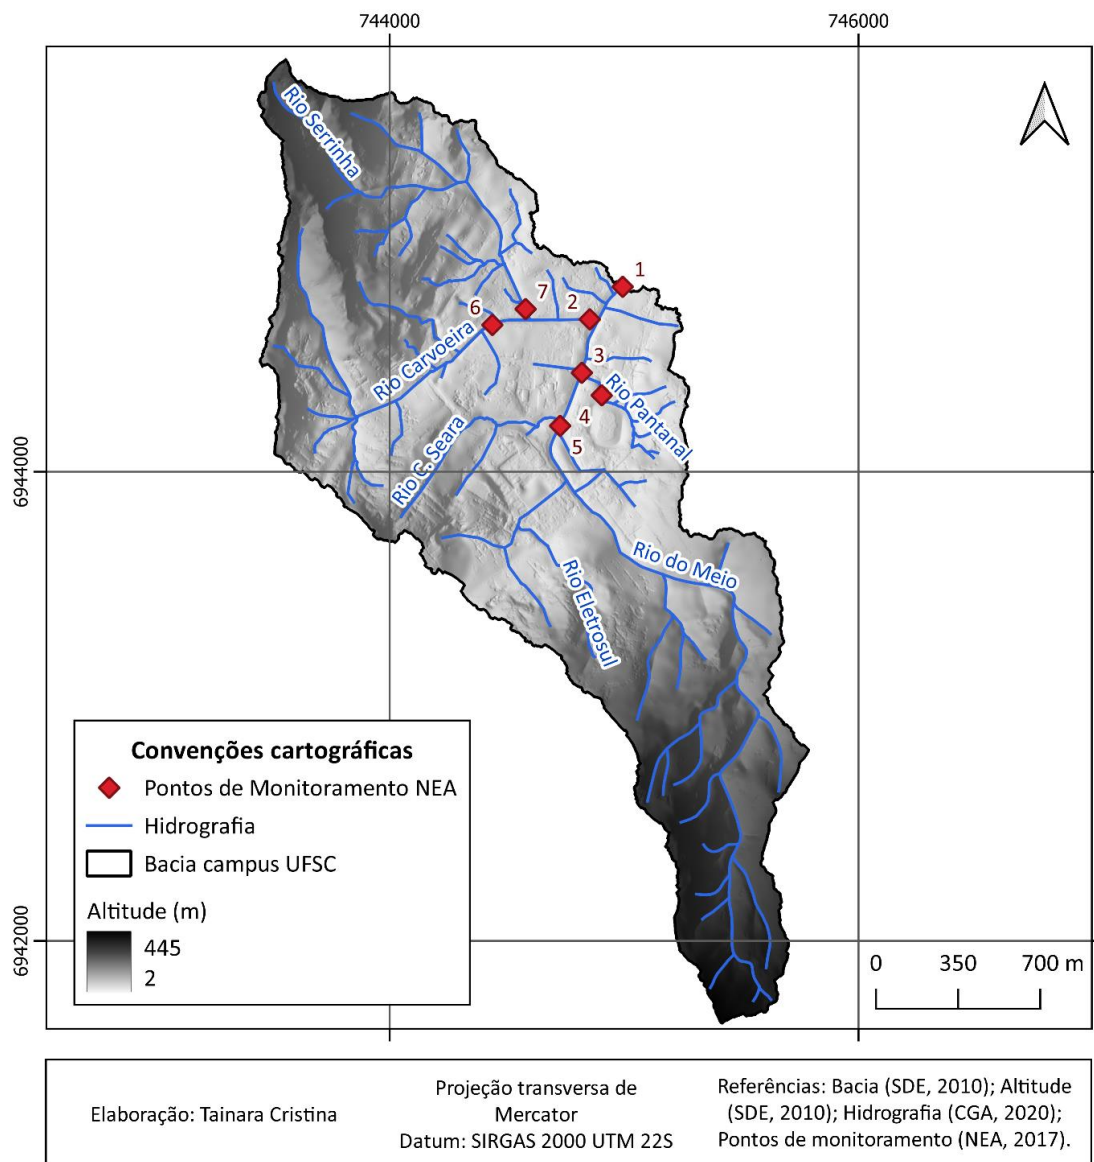 744000
746000
Rio Serrinha
1
7
2
6
3
Rio Carvoeira
Rio Pantanal
4
5
Rio C. Seara
6944000
Rio do Meio
Rio Eletrosul
Convenções cartográficas
Pontos de Monitoramento NEA
Hidrografia
Bacia campus UFSC
Altitude (m)
445
2
6942000
0 350 700 m
Elaboração: Tainara Cristina
Projeção transversa de
Mercator
Datum: SIRGAS 2000 UTM 22S
Referências: Bacia (SDE, 2010); Altitude
(SDE, 2010); Hidrografia (CGA, 2020);
Pontos de monitoramento (NEA, 2017).